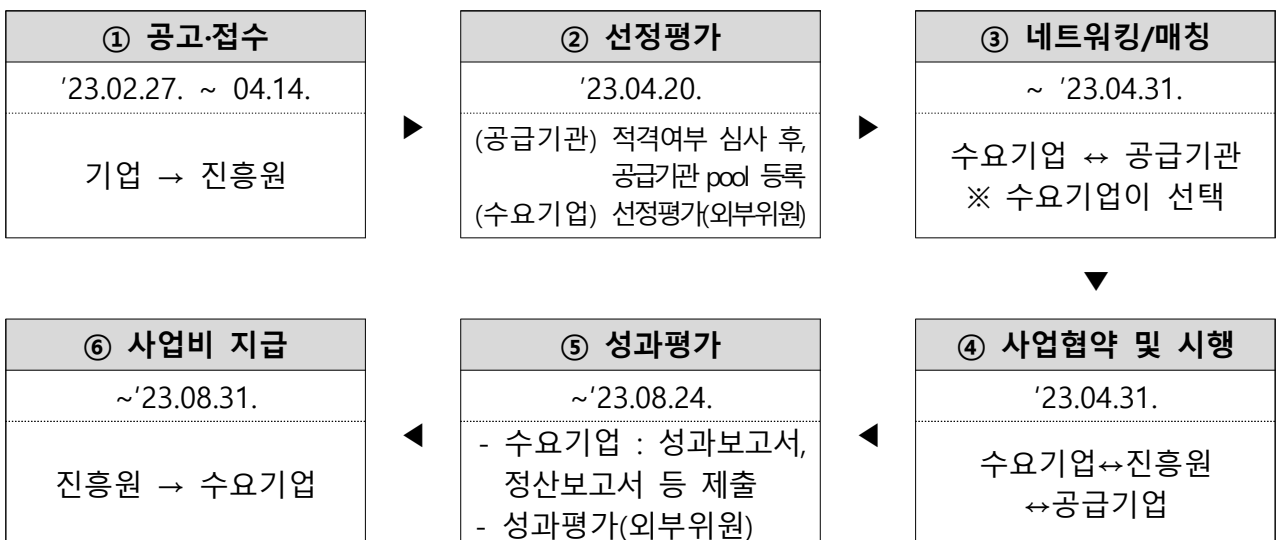 ① 공고·접수
'23.02.27. ~ 04.14.
기업 → 진흥원
▶
② 선정평가
'23.04.20.
(공급기관) 적격여부 심사 후,
공급기관 pool 등록
(수요기업) 선정평가(외부위원)
▶
③ 네트워킹/매칭
~ '23.04.31.
수요기업 ↔ 공급기관
※ 수요기업이 선택
▼
④ 사업협약 및 시행
'23.04.31.
수요기업↔진흥원
↔공급기업
◀
⑤ 성과평가
~'23.08.24.
- 수요기업 : 성과보고서,
정산보고서 등 제출
- 성과평가(외부위원)
◀
⑥ 사업비 지급
~'23.08.31.
진흥원 → 수요기업